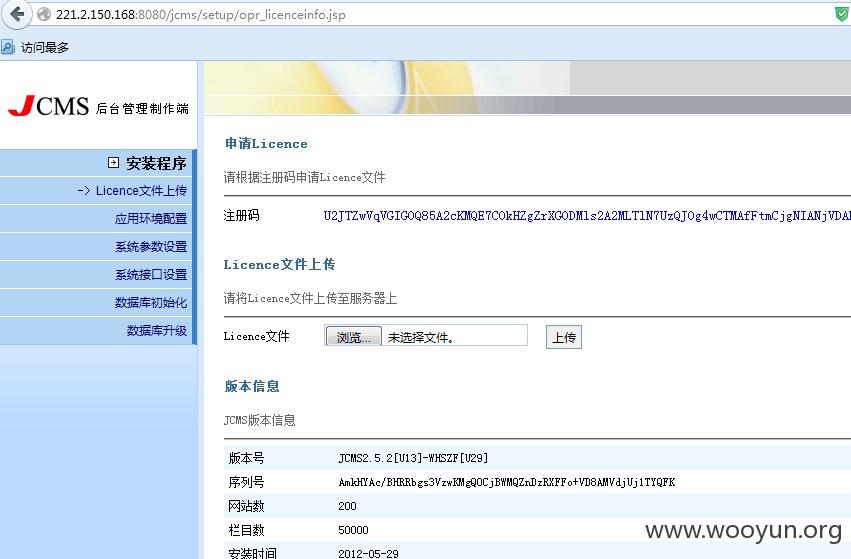 221.2.150.168:8080/jcms/setup/opr_licenceinfo.jsp
访问最多
JCMS 后台管理制作端
安装程序
-> Licence文件上传
应用环境配置
系统参数设置
系统接口设置
数据库初始化
数据库升级
申请Licence
请根据注册码申请Licence文件
注册码
Licence文件上传
请将Licence文件上传至服务器上
Licence文件 浏览... 未选择文件。 上传
版本信息
JCMS版本信息
版本号 JCMS2.5.2[U13]-WHSZF[U29]
序列号 AmkHYAc/BHRRbgs3VzwKMgQOCjBWMQZnDzRXFFo+VD8AMVdjUj1TYQFK
网站数 200
栏目数 50000
安装时间 2012-05-29
www.wooyun.org